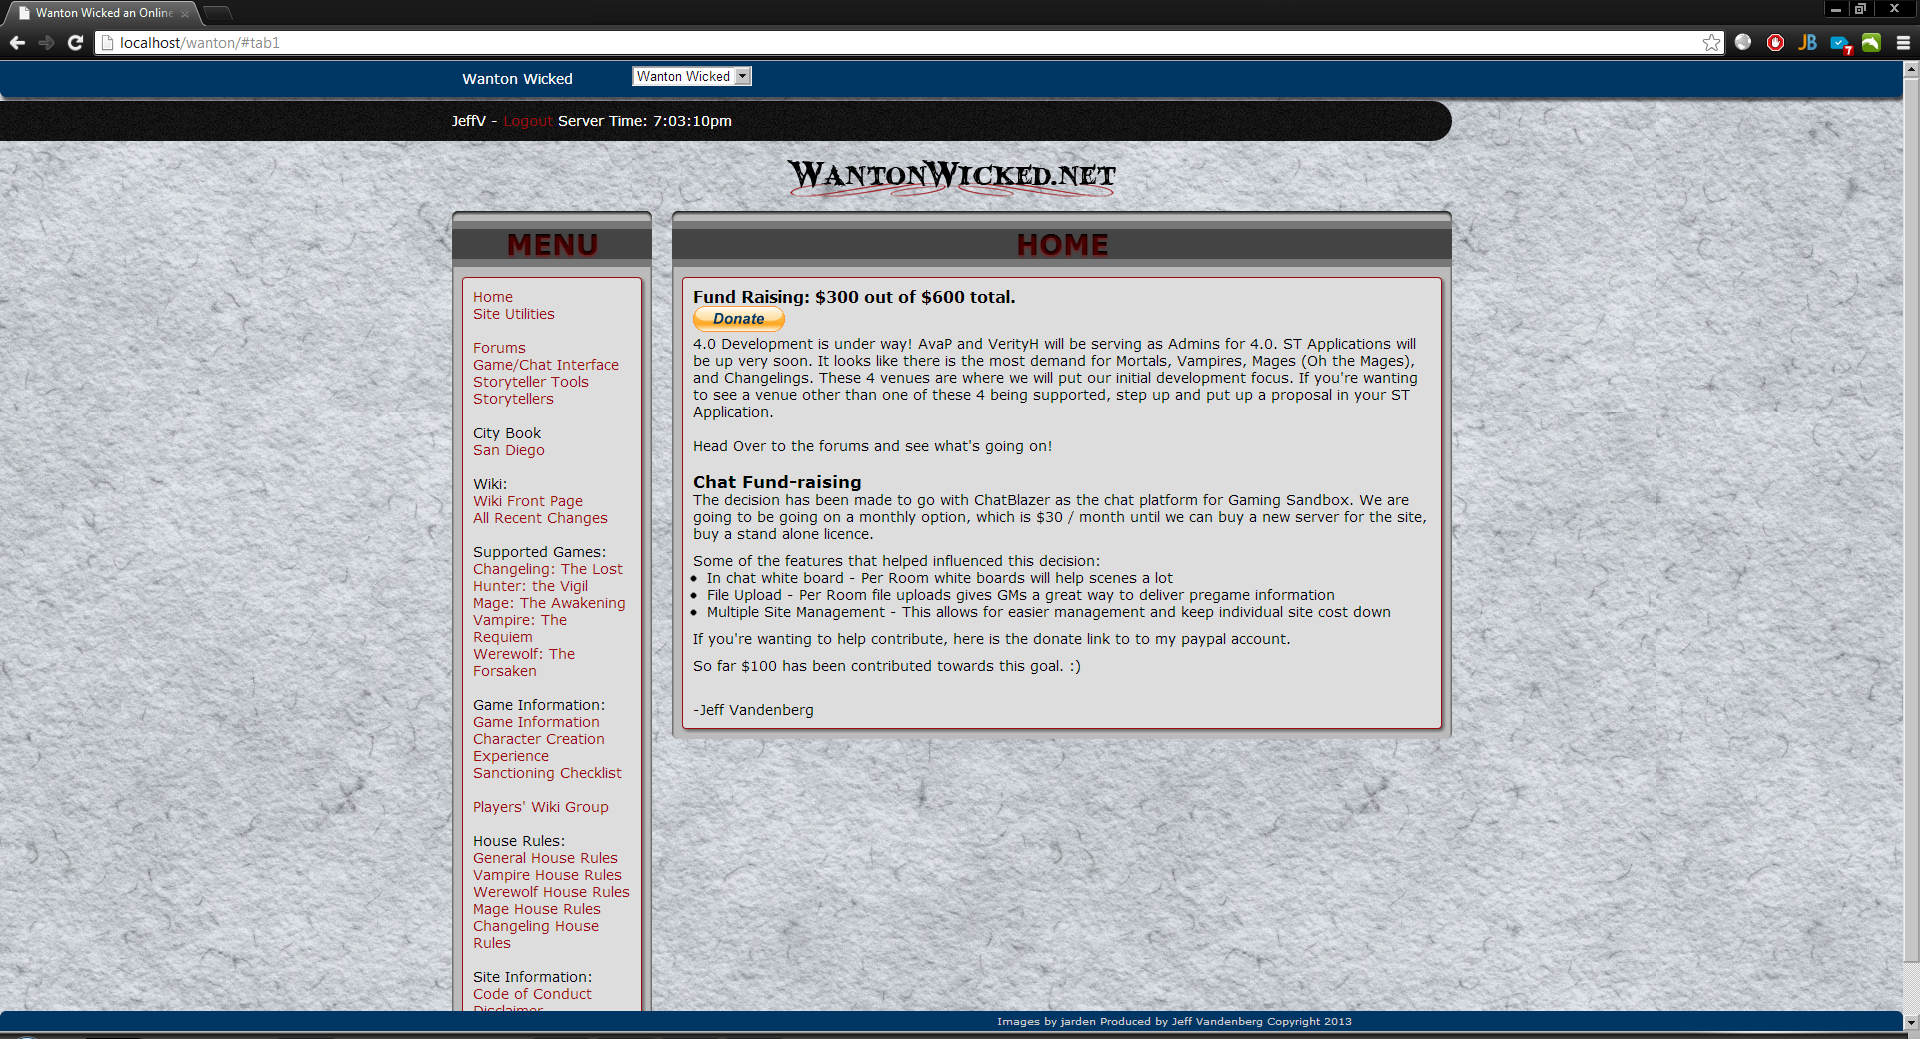 Wanton Wicked an Online
localhost/wanton/#tab1
JB
7
Wanton Wicked
Wanton Wicked
JeffV - Logout Server Time: 7:03:10pm
WantonWicked.net
MENU
Home
Site Utilities
Forums
Game/Chat Interface
Storyteller Tools
Storytellers
City Book
San Diego
Wiki:
Wiki Front Page
All Recent Changes
Supported Games:
Changeling: The Lost
Hunter: the Vigil
Mage: The Awakening
Vampire: The
Requiem
Werewolf: The
Forsaken
Game Information:
Game Information
Character Creation
Experience
Sanctioning Checklist
Players' Wiki Group
House Rules:
General House Rules
Vampire House Rules
Werewolf House Rules
Mage House Rules
Changeling House
Rules
Site Information:
Code of Conduct
Disclaimer
HOME
Fund Raising: $300 out of $600 total.
Donate
4.0 Development is under way! AvaP and VerityH will be serving as Admins for 4.0. ST Applications will
be up very soon. It looks like there is the most demand for Mortals, Vampires, Mages (Oh the Mages),
and Changelings. These 4 venues are where we will put our initial development focus. If you're wanting
to see a venue other than one of these 4 being supported, step up and put up a proposal in your ST
Application.
Head Over to the forums and see what's going on!
Chat Fund-raising
The decision has been made to go with ChatBlazer as the chat platform for Gaming Sandbox. We are
going to be going on a monthly option, which is $30 / month until we can buy a new server for the site,
buy a stand alone licence.
Some of the features that helped influenced this decision:
• In chat white board - Per Room white boards will help scenes a lot
• File Upload - Per Room file uploads gives GMs a great way to deliver pregame information
• Multiple Site Management - This allows for easier management and keep individual site cost down
If you're wanting to help contribute, here is the donate link to to my paypal account.
So far $100 has been contributed towards this goal. :)
-Jeff Vandenberg
Images by jarden Produced by Jeff Vandenberg Copyright 2013